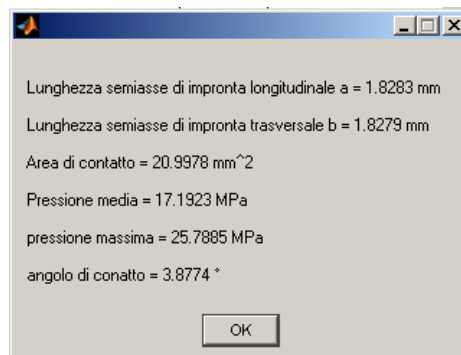 Lunghezza semiasse di impronta longitudinale a = 1.8283 mm
Lunghezza semiasse di impronta trasversale b = 1.8279 mm
Area di contatto = 20.9978 mm^2
Pressione media = 17.1923 MPa
pressione massima = 25.7885 MPa
angolo di conatto = 3.8774 °
OK